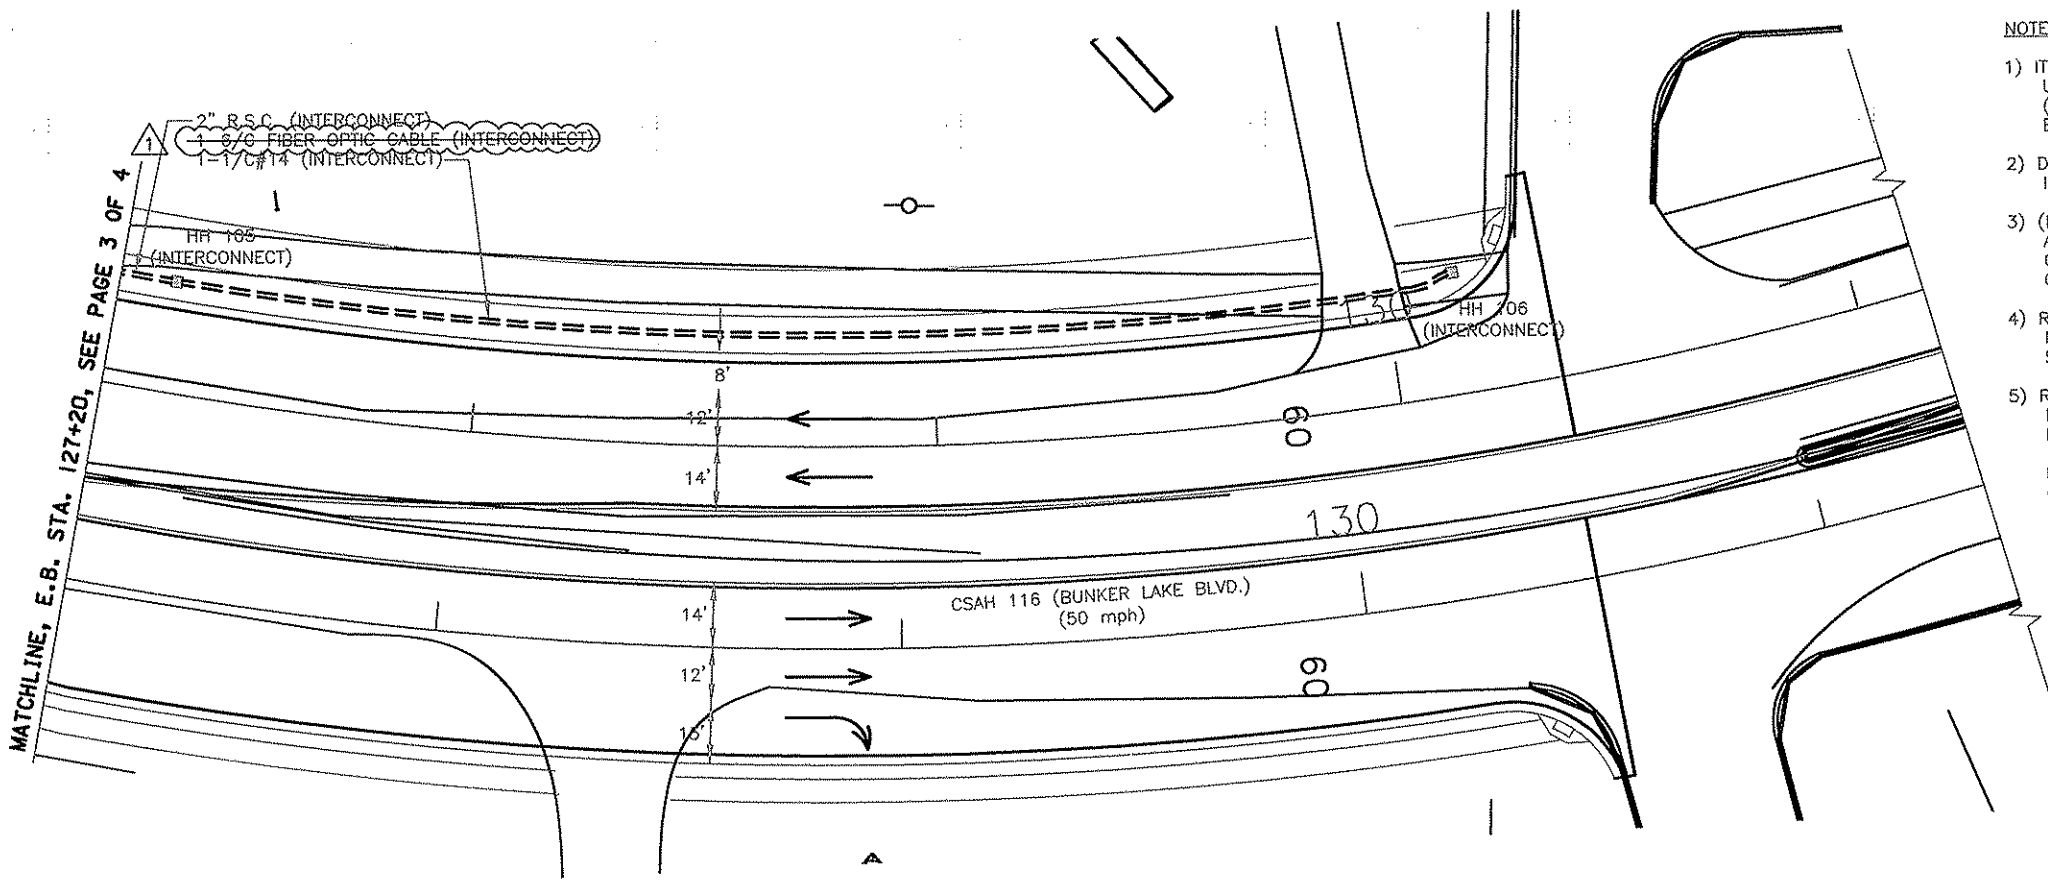 2" R.S.C. (INTERCONNECT)
1 6/C FIBER OPTIC CABLE (INTERCONNECT)
1-1/C#14 (INTERCONNECT)
1
MATCHLINE, E.B. STA. 127+20, SEE PAGE 3 OF 4
HH 105
(INTERCONNECT)
HH 106
(INTERCONNECT)
8'
12'
14'
60
130
14'
12'
CSAH 116 (BUNKER LAKE BLVD.)
(50 mph)
60
A
NOTE
1) IT
2) D
3) (
4) R
5) R